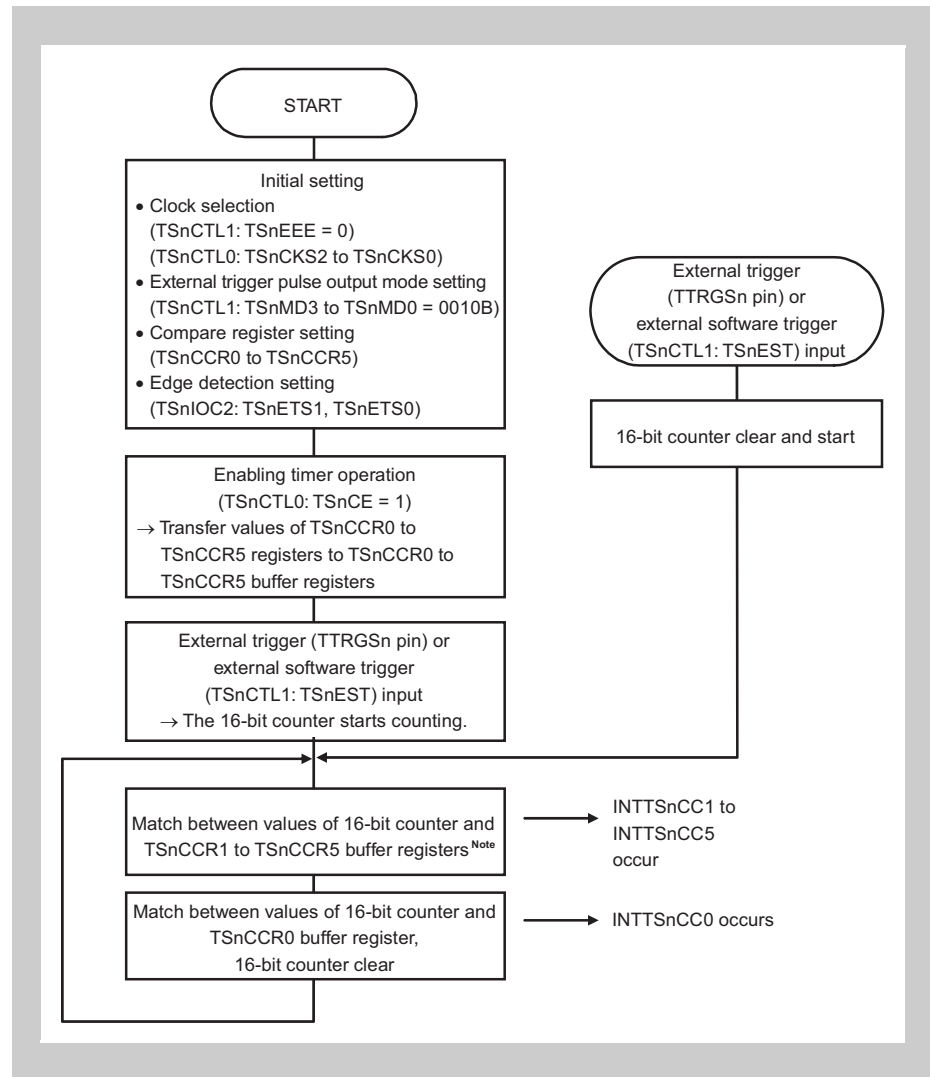 START
Initial setting
• Clock selection
(TSnCTL1: TSnEEE = 0)
(TSnCTL0: TSnCKS2 to TSnCKS0)
• External trigger pulse output mode setting
(TSnCTL1: TSnMD3 to TSnMD0 = 0010B)
• Compare register setting
(TSnCCR0 to TSnCCR5)
• Edge detection setting
(TSnIOC2: TSnETS1, TSnETS0)
Enabling timer operation
(TSnCTL0: TSnCE = 1)
→ Transfer values of TSnCCR0 to
TSnCCR5 registers to TSnCCR0 to
TSnCCR5 buffer registers
External trigger (TTRGSn pin) or
external software trigger
(TSnCTL1: TSnEST) input
→ The 16-bit counter starts counting.
External trigger
(TTRGSn pin) or
external software trigger
(TSnCTL1: TSnEST) input
16-bit counter clear and start
Match between values of 16-bit counter and
TSnCCR1 to TSnCCR5 buffer registers Note
INTTSnCC1 to
INTTSnCC5
occur
Match between values of 16-bit counter and
TSnCCR0 buffer register,
16-bit counter clear
INTTSnCC0 occurs